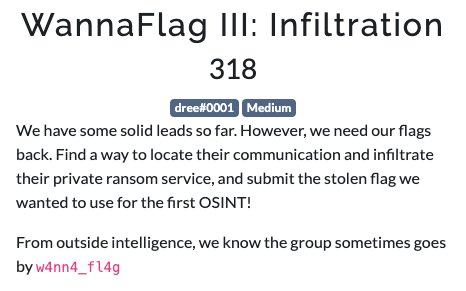 WannaFlag III: Infiltration
318
dree#0001 Medium
We have some solid leads so far. However, we need our flags
back. Find a way to locate their communication and infiltrate
their private ransom service, and submit the stolen flag we
wanted to use for the first OSINT!
From outside intelligence, we know the group sometimes goes
by w4nn4_fl4g